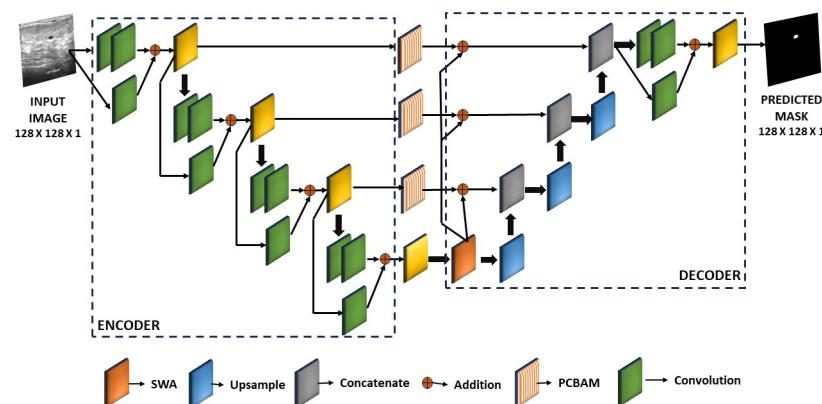 INPUT
IMAGE
128 X 128 X 1
PREDICTED
MASK
128 X 128 X 1
ENCODER
DECODER
SWA
Upsample
Concatenate
Addition
PCBAM
Convolution